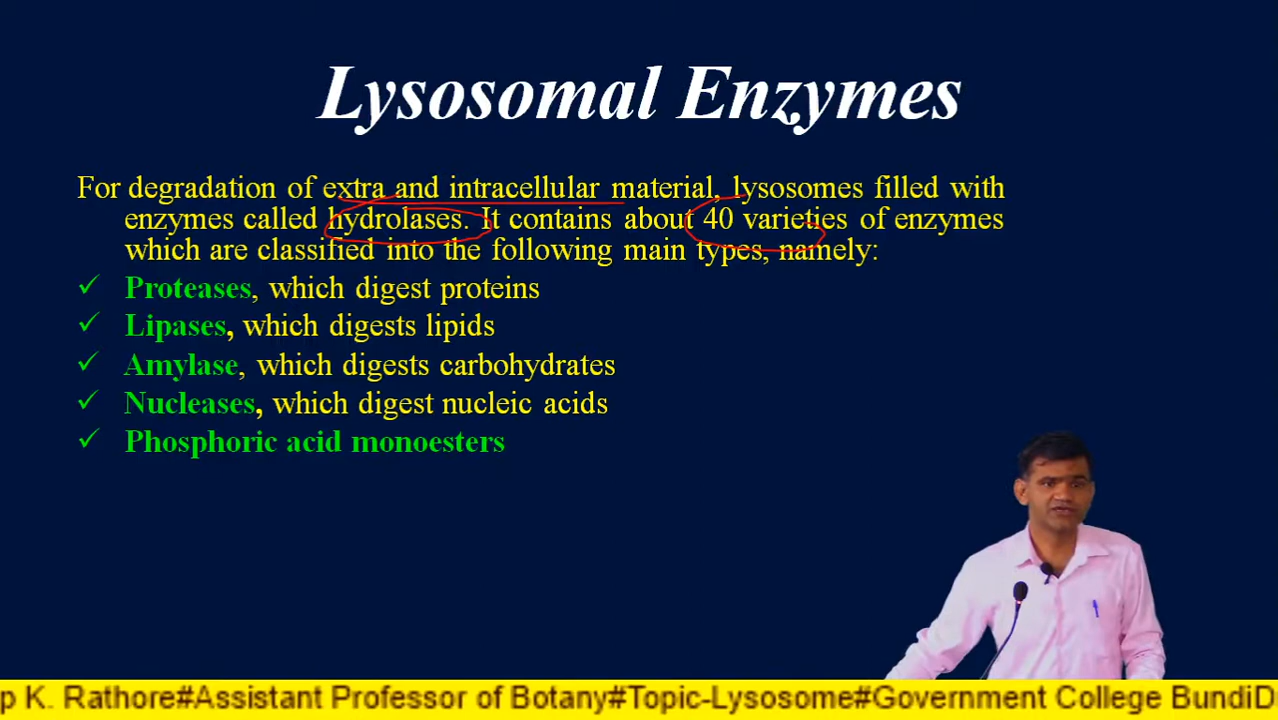 Lysosomal Enzymes
For degradation of extra and intracellular material, lysosomes filled with
enzymes called hydrolases. It contains about 40 varieties of enzymes
which are classified into the following main types, namely:
✓ Proteases, which digest proteins
✓ Lipases, which digests lipids
✓ Amylase, which digests carbohydrates
✓ Nucleases, which digest nucleic acids
✓ Phosphoric acid monoesters
p K. Rathore#Assistant Professor of Botany#Topic-Lysosome#Government College BundiD